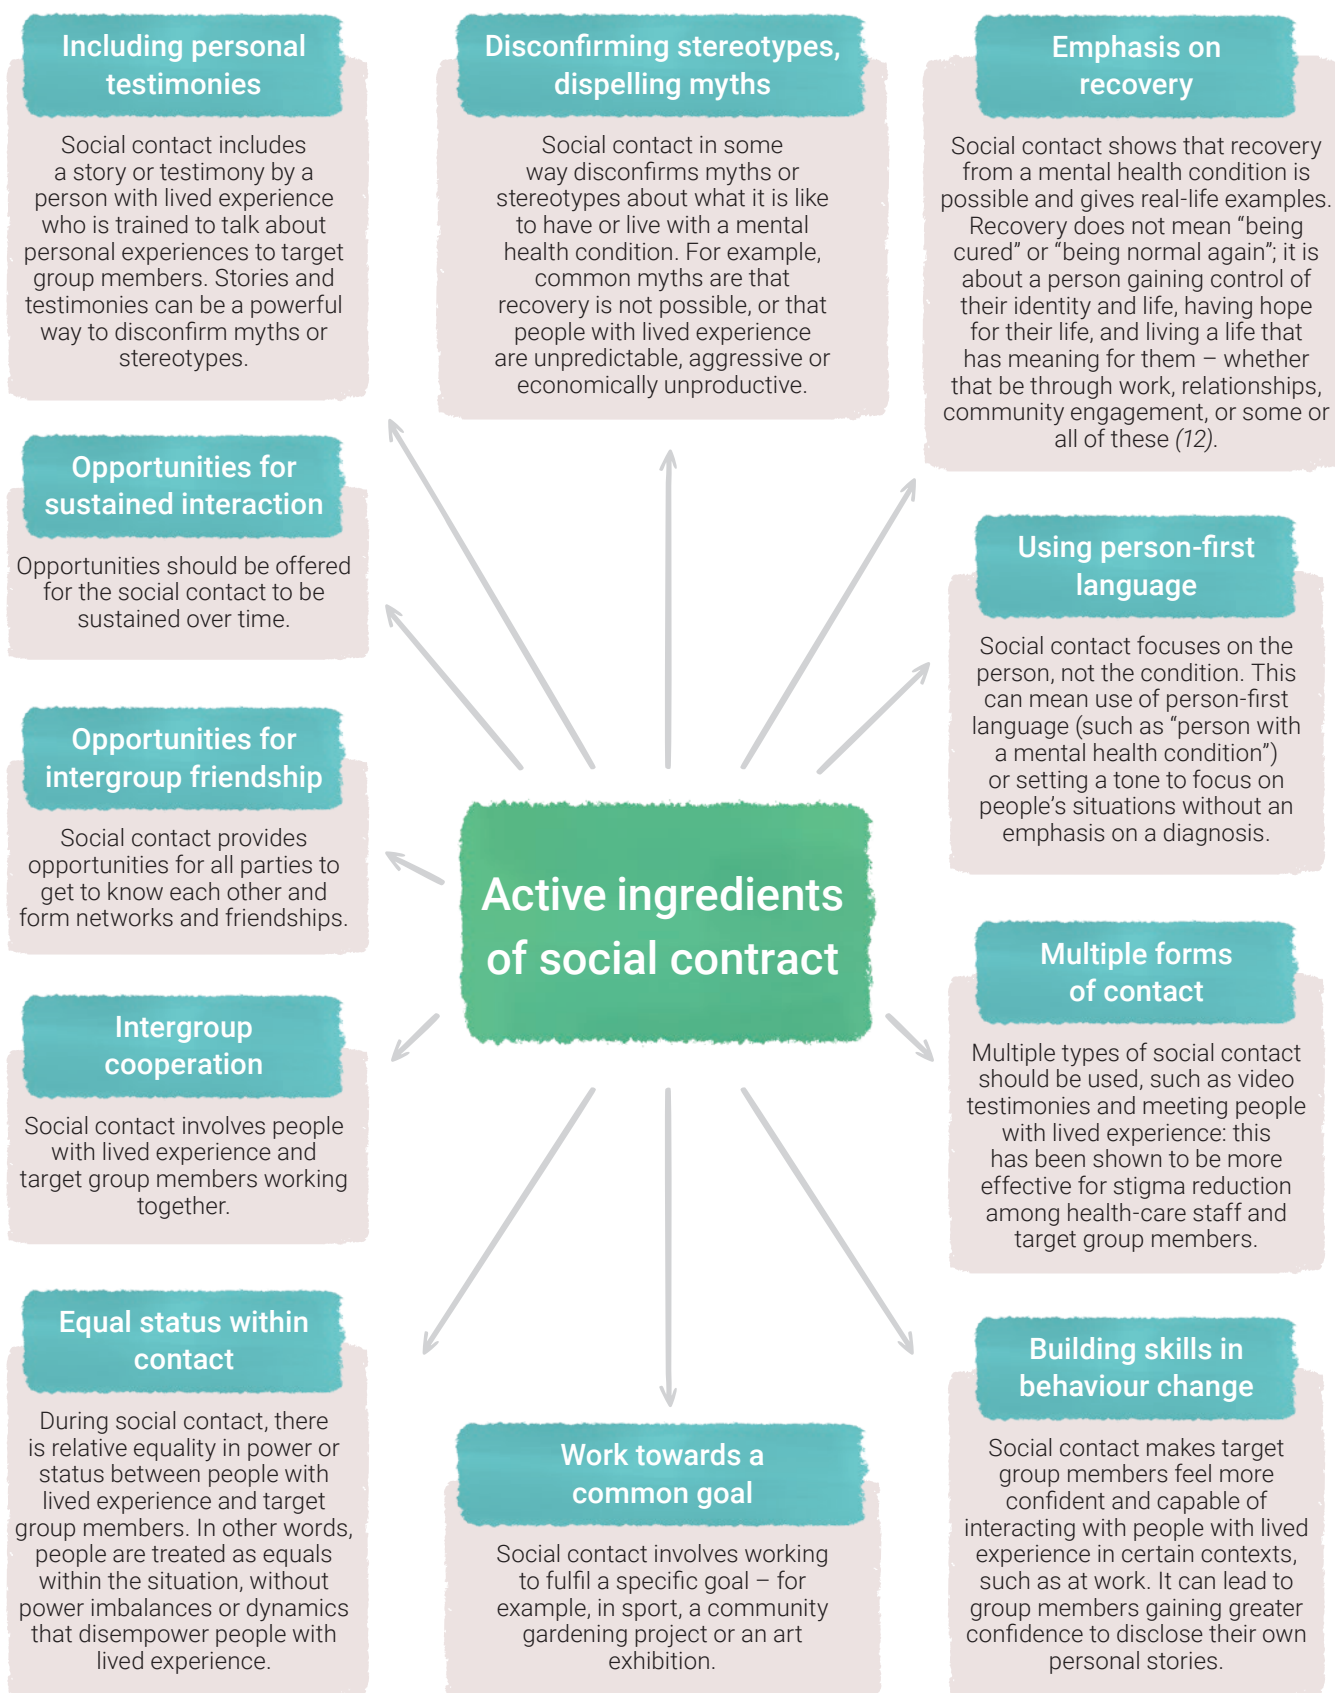 Including personal
testimonies
Social contact includes
a story or testimony by a
person with lived experience
who is trained to talk about
personal experiences to target
group members. Stories and
testimonies can be a powerful
way to disconfirm myths or
stereotypes.
Disconfirming stereotypes,
dispelling myths
Social contact in some
way disconfirms myths or
stereotypes about what it is like
to have or live with a mental
health condition. For example,
common myths are that
recovery is not possible, or that
people with lived experience
are unpredictable, aggressive or
economically unproductive.
Emphasis on
recovery
Social contact shows that recovery
from a mental health condition is
possible and gives real-life examples.
Recovery does not mean “being
cured” or “being normal again”; it is
about a person gaining control of
their identity and life, having hope
for their life, and living a life that
has meaning for them – whether
that be through work, relationships,
community engagement, or some or
all of these (12).
Opportunities for
sustained interaction
Opportunities should be offered
for the social contact to be
sustained over time.
Using person-first
language
Social contact focuses on the
person, not the condition. This
can mean use of person-first
language (such as “person with
a mental health condition”)
or setting a tone to focus on
people’s situations without an
emphasis on a diagnosis.
Opportunities for
intergroup friendship
Social contact provides
opportunities for all parties to
get to know each other and
form networks and friendships.
Active ingredients
of social contract
Multiple forms
of contact
Multiple types of social contact
should be used, such as video
testimonies and meeting people
with lived experience: this
has been shown to be more
effective for stigma reduction
among health-care staff and
target group members.
Intergroup
cooperation
Social contact involves people
with lived experience and
target group members working
together.
Equal status within
contact
During social contact, there
is relative equality in power or
status between people with
lived experience and target
group members. In other words,
people are treated as equals
within the situation, without
power imbalances or dynamics
that disempower people with
lived experience.
Work towards a
common goal
Social contact involves working
to fulfil a specific goal – for
example, in sport, a community
gardening project or an art
exhibition.
Building skills in
behaviour change
Social contact makes target
group members feel more
confident and capable of
interacting with people with lived
experience in certain contexts,
such as at work. It can lead to
group members gaining greater
confidence to disclose their own
personal stories.